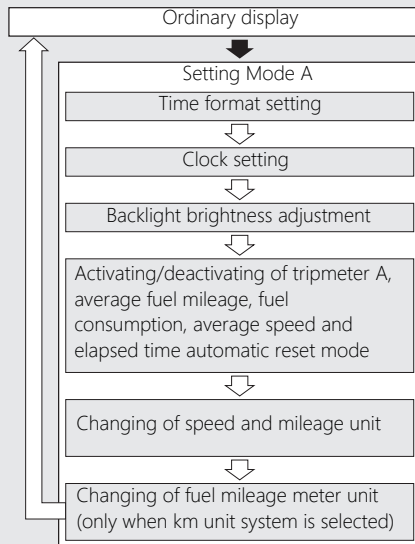 Ordinary display
Setting Mode A
Time format setting
Clock setting
Backlight brightness adjustment
Activating/deactivating of tripmeter A,
average fuel mileage, fuel
consumption, average speed and
elapsed time automatic reset mode
Changing of speed and mileage unit
Changing of fuel mileage meter unit
(only when km unit system is selected)